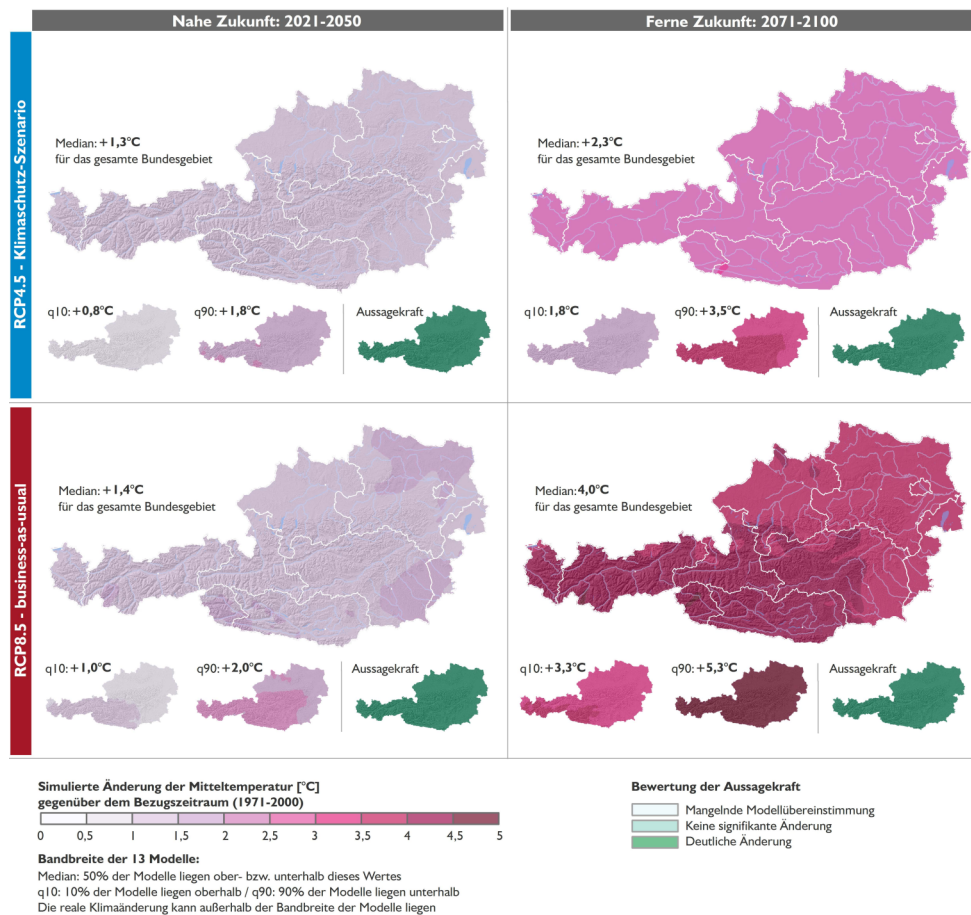 Nahe Zukunft: 2021-2050
Ferne Zukunft: 2071-2100
RCP4.5 - Klimaschutz-Szenario
Median: +1,3°C
für das gesamte Bundesgebiet
q10: +0,8°C
q90: +1,8°C
Aussagekraft
Median: +2,3°C
für das gesamte Bundesgebiet
q10: 1,8°C
q90: +3,5°C
Aussagekraft
RCP8.5 - business-as-usual
Median: +1,4°C
für das gesamte Bundesgebiet
q10: +1,0°C
q90: +2,0°C
Aussagekraft
Median: 4,0°C
für das gesamte Bundesgebiet
q10: +3,3°C
q90: +5,3°C
Aussagekraft
Simulierte Änderung der Mitteltemperatur [°C]
gegenüber dem Bezugszeitraum (1971-2000)
0 0,5 1 1,5 2 2,5 3 3,5 4 4,5 5
Bandbreite der 13 Modelle:
Median: 50% der Modelle liegen ober- bzw. unterhalb dieses Wertes
q10: 10% der Modelle liegen oberhalb / q90: 90% der Modelle liegen unterhalb
Die reale Klimaänderung kann außerhalb der Bandbreite der Modelle liegen
Bewertung der Aussagekraft
Mangelnde Modellübereinstimmung
Keine signifikante Änderung
Deutliche Änderung